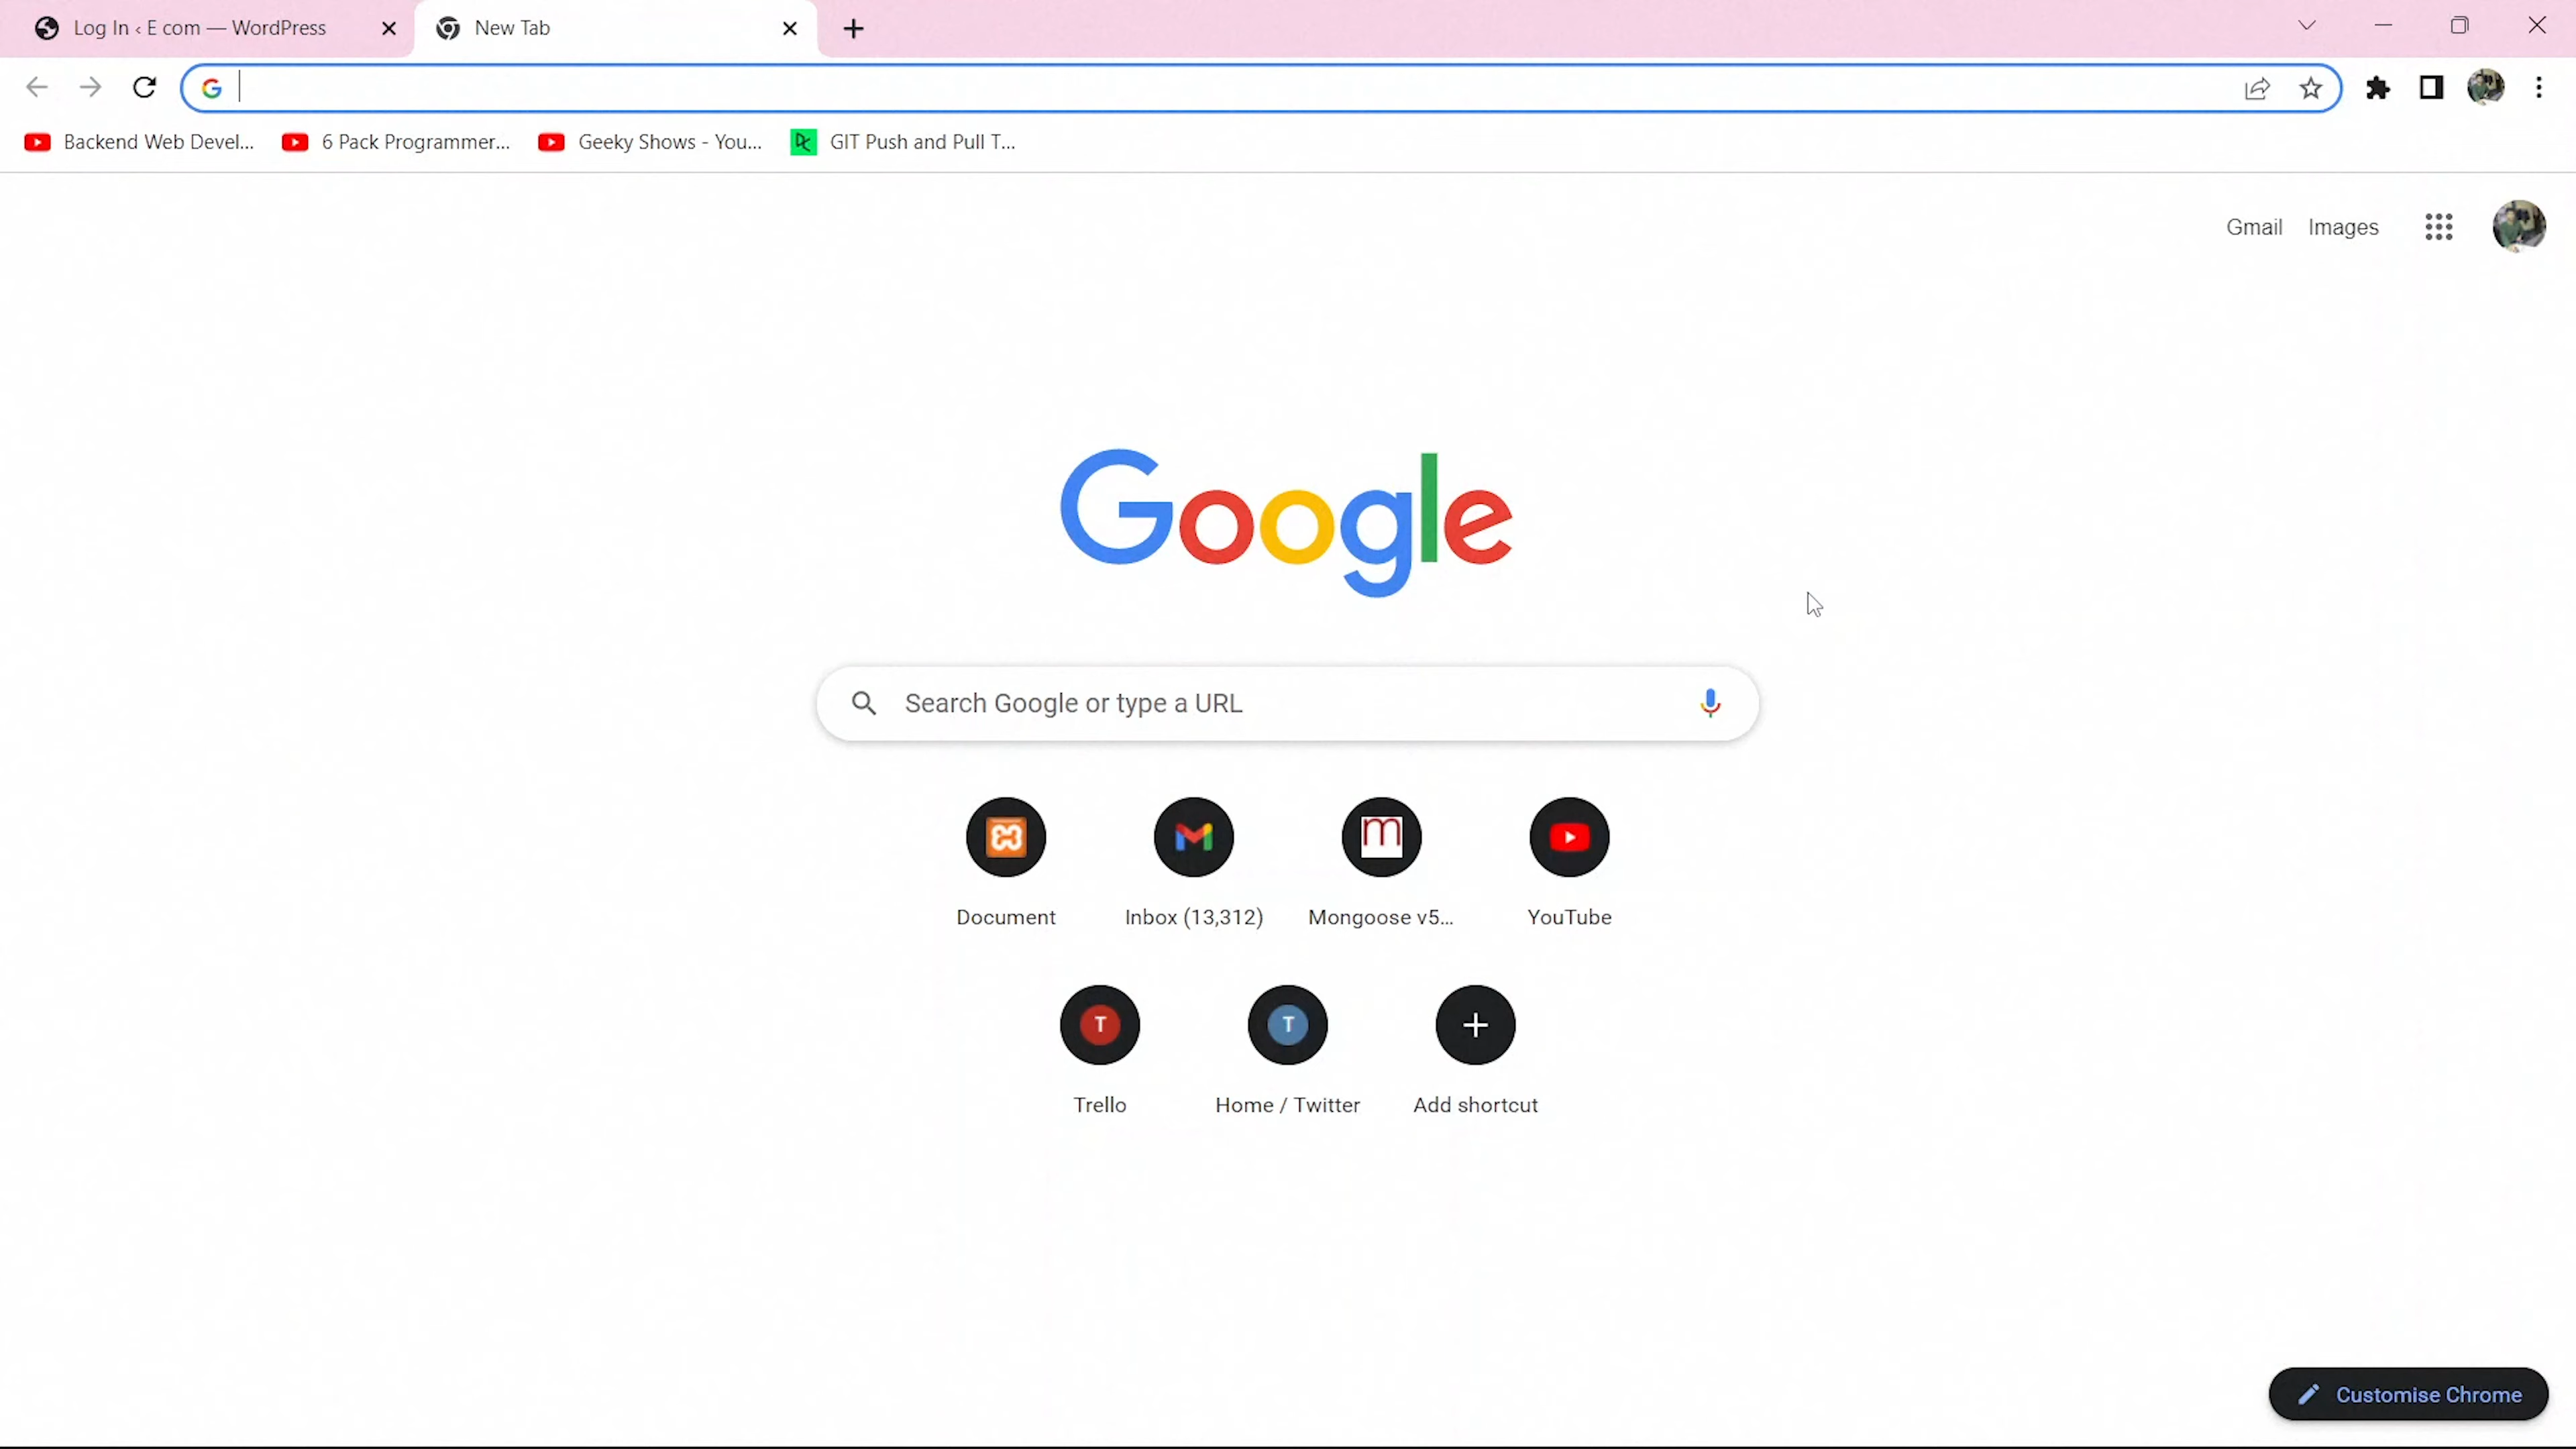 Log In ‹ E com — WordPress
New Tab
Backend Web Devel...
6 Pack Programmer...
Geeky Shows - You...
GIT Push and Pull T...
Gmail
Images
Google
Search Google or type a URL
Document
Inbox (13,312)
Mongoose v5...
YouTube
T
T
Trello
Home / Twitter
Add shortcut
Customise Chrome